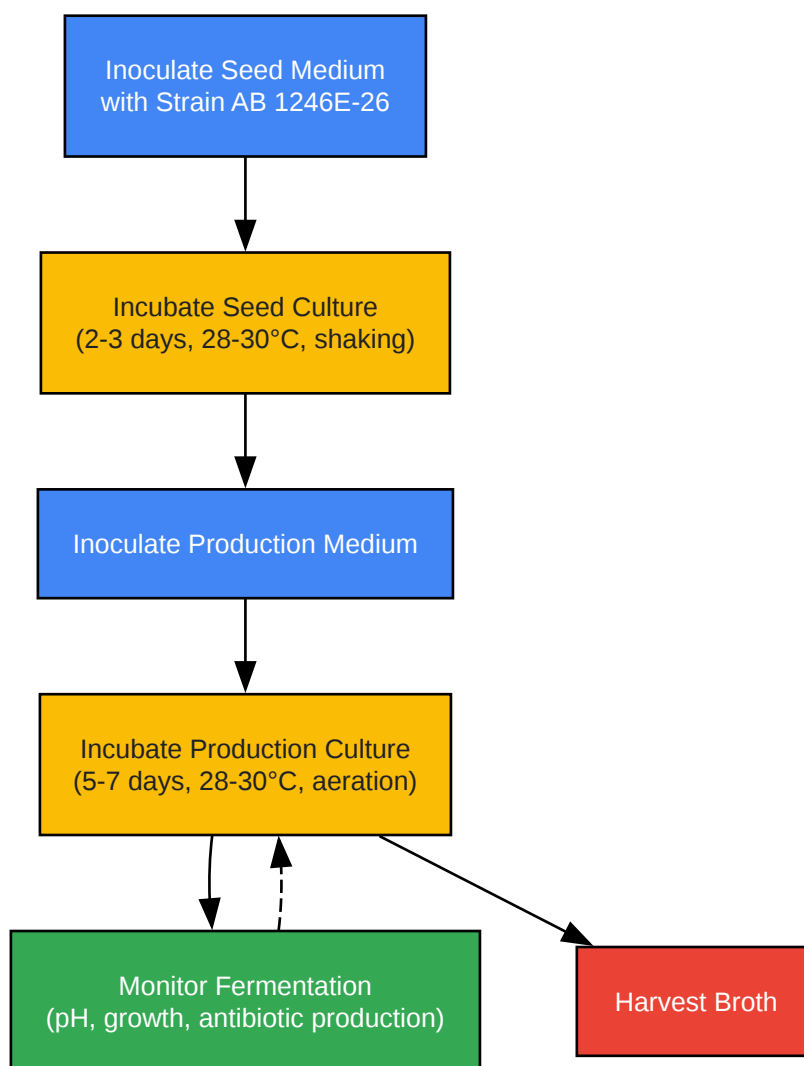 Inoculate Seed Medium
with Strain AB 1246E-26
Incubate Seed Culture
(2-3 days, 28-30°C, shaking)
Inoculate Production Medium
Incubate Production Culture
(5-7 days, 28-30°C, aeration)
Monitor Fermentation
(pH, growth, antibiotic production)
Harvest Broth